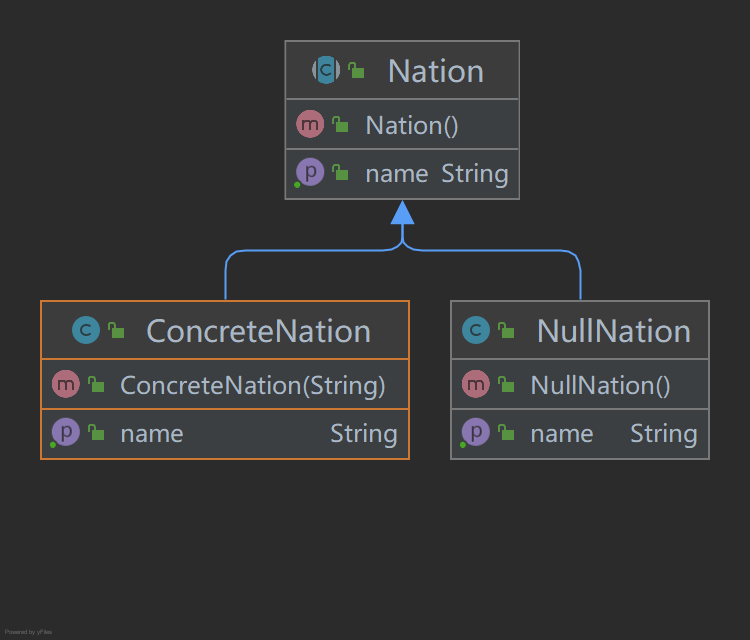 Nation
Nation()
name String
ConcreteNation
ConcreteNation(String)
name String
NullNation
NullNation()
name String
Powered by yFiles